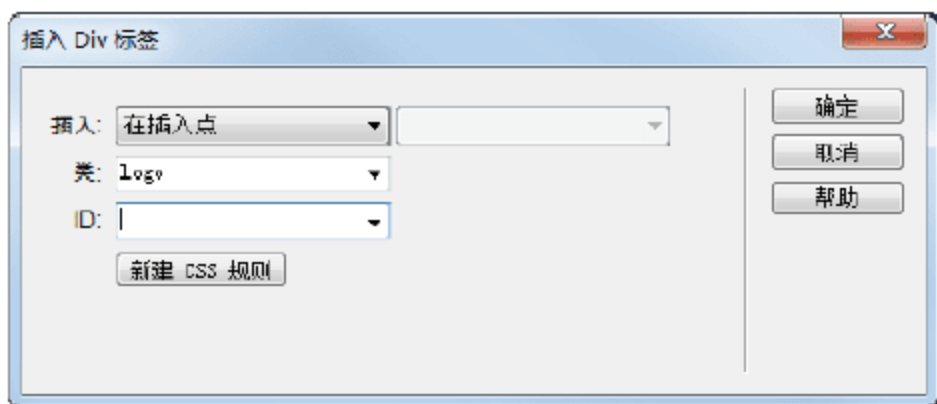 插入 Div 标签
插入: 在插入点
类: logo
ID:
新建 CSS 规则
确定
取消
帮助